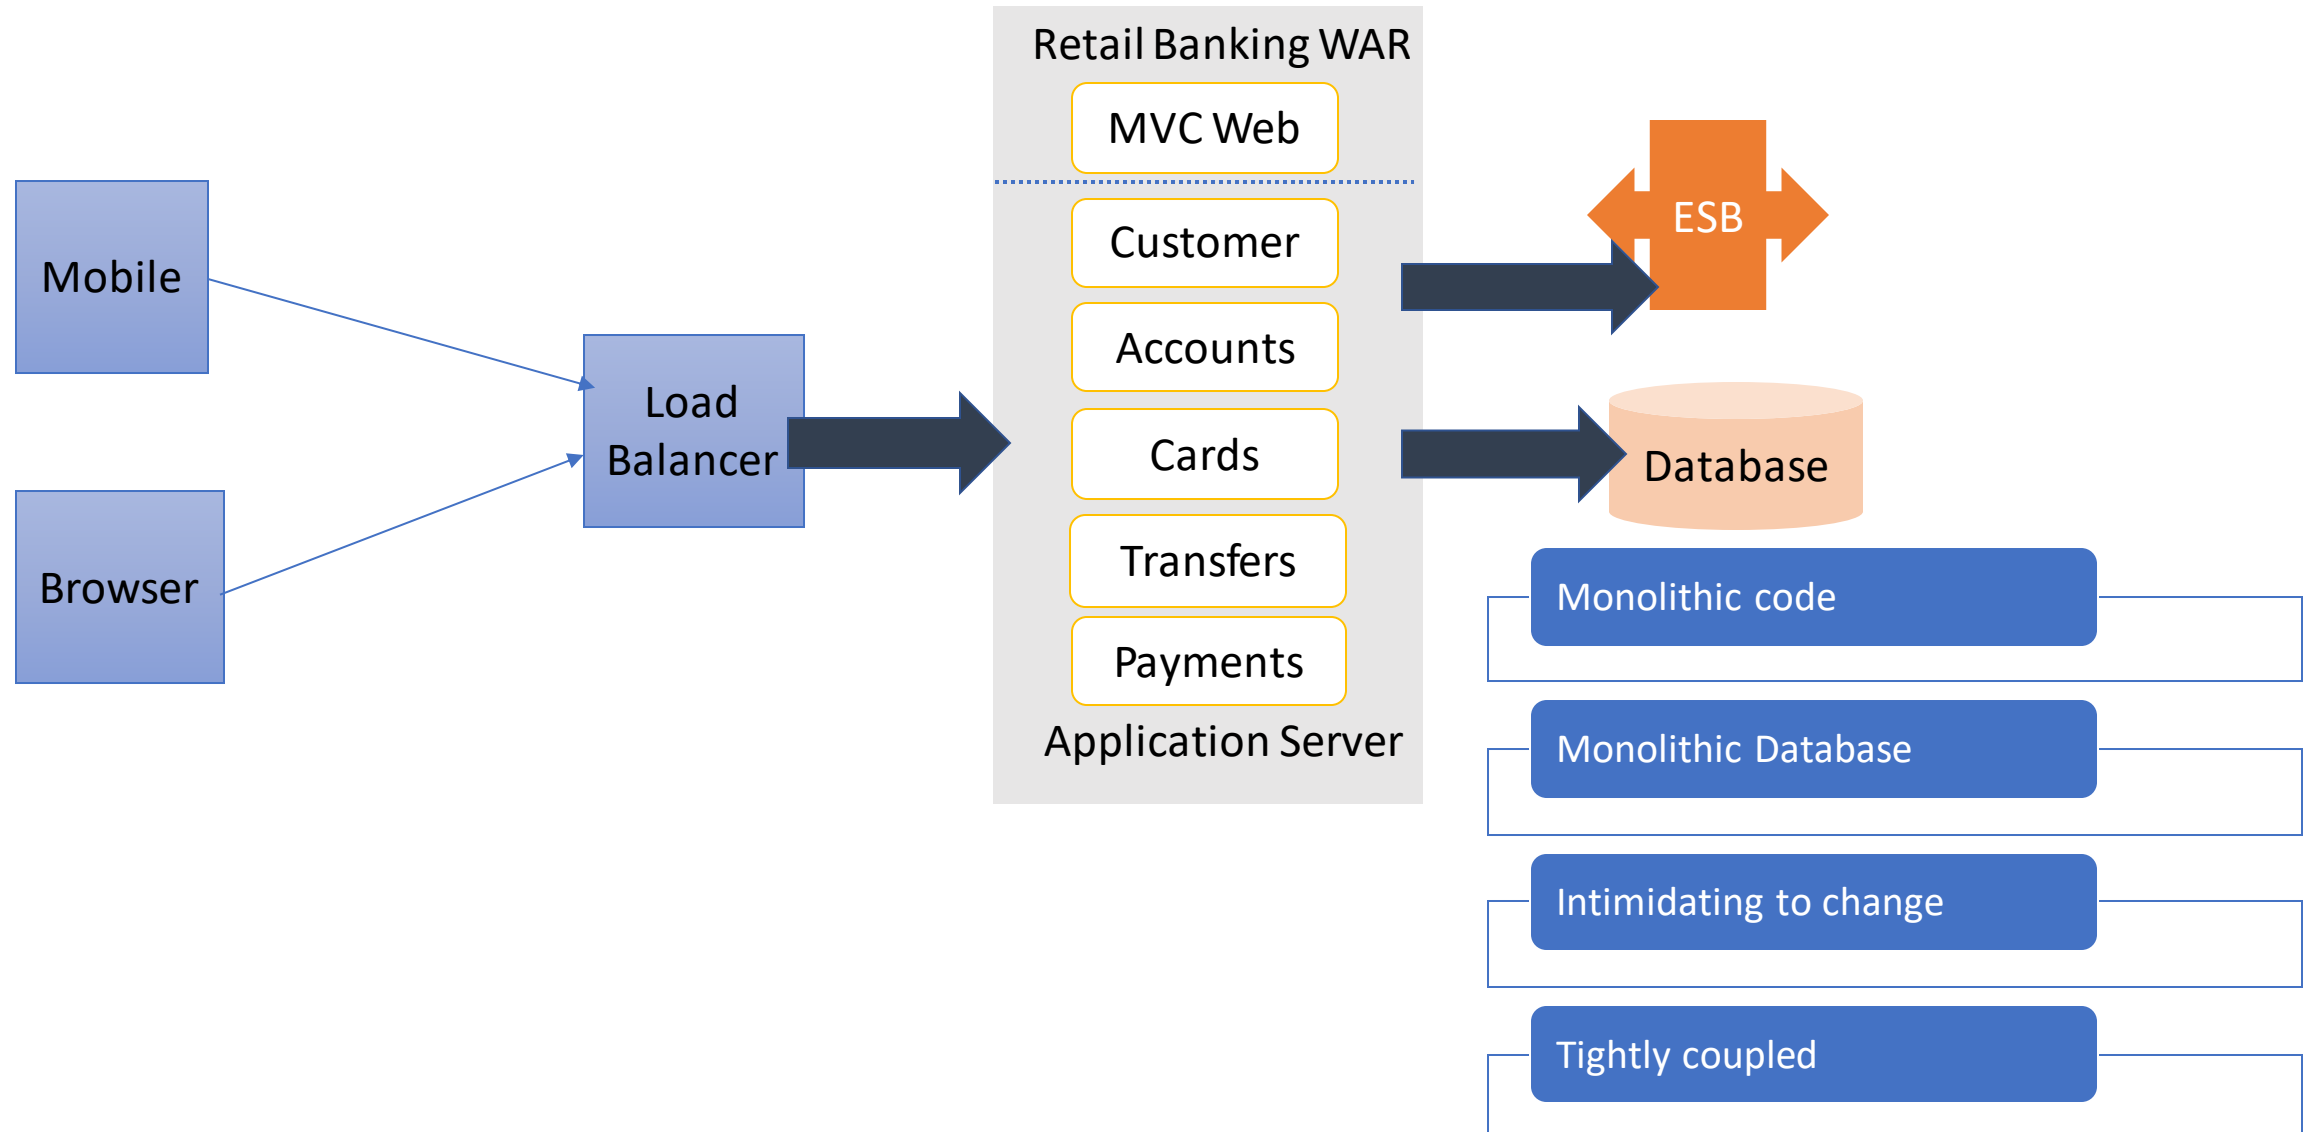 Retail Banking WAR
MVC Web
Customer
Accounts
Cards
Transfers
Payments
Application Server
Mobile
Browser
Load
Balancer
ESB
Database
Monolithic code
Monolithic Database
Intimidating to change
Tightly coupled